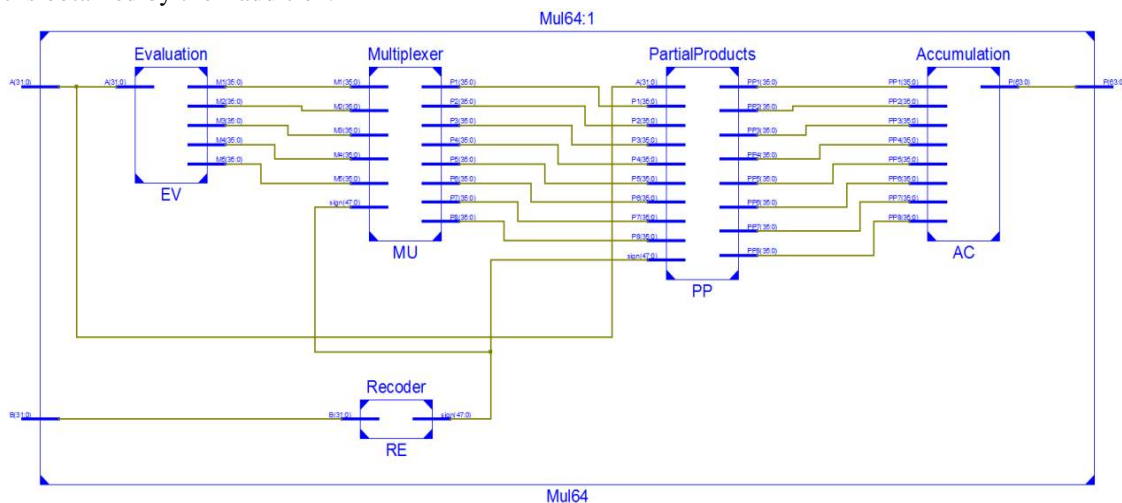 Mul64:1
Evaluation
Multiplexer
PartialProducts
Accumulation
A(31:0)
A(31:0)
M1(35:0)
M2(35:0)
M3(35:0)
M4(35:0)
M5(35:0)
EV
M1(35:0)
M2(35:0)
M3(35:0)
M4(35:0)
M5(35:0)
sign(47:0)
P1(35:0)
P2(35:0)
P3(35:0)
P4(35:0)
P5(35:0)
P6(35:0)
P7(35:0)
P8(35:0)
MU
A(31:0)
P1(35:0)
P2(35:0)
P3(35:0)
P4(35:0)
P5(35:0)
P6(35:0)
P7(35:0)
P8(35:0)
sign(47:0)
PP1(35:0)
PP2(35:0)
PP3(35:0)
PP4(35:0)
PP5(35:0)
PP6(35:0)
PP7(35:0)
PP8(35:0)
PP
PP1(35:0)
PP2(35:0)
PP3(35:0)
PP4(35:0)
PP5(35:0)
PP6(35:0)
PP7(35:0)
PP8(35:0)
P(63:0)
P(63:0)
AC
Recoder
B(31:0)
B(31:0)
sign(47:0)
RE
Mul64